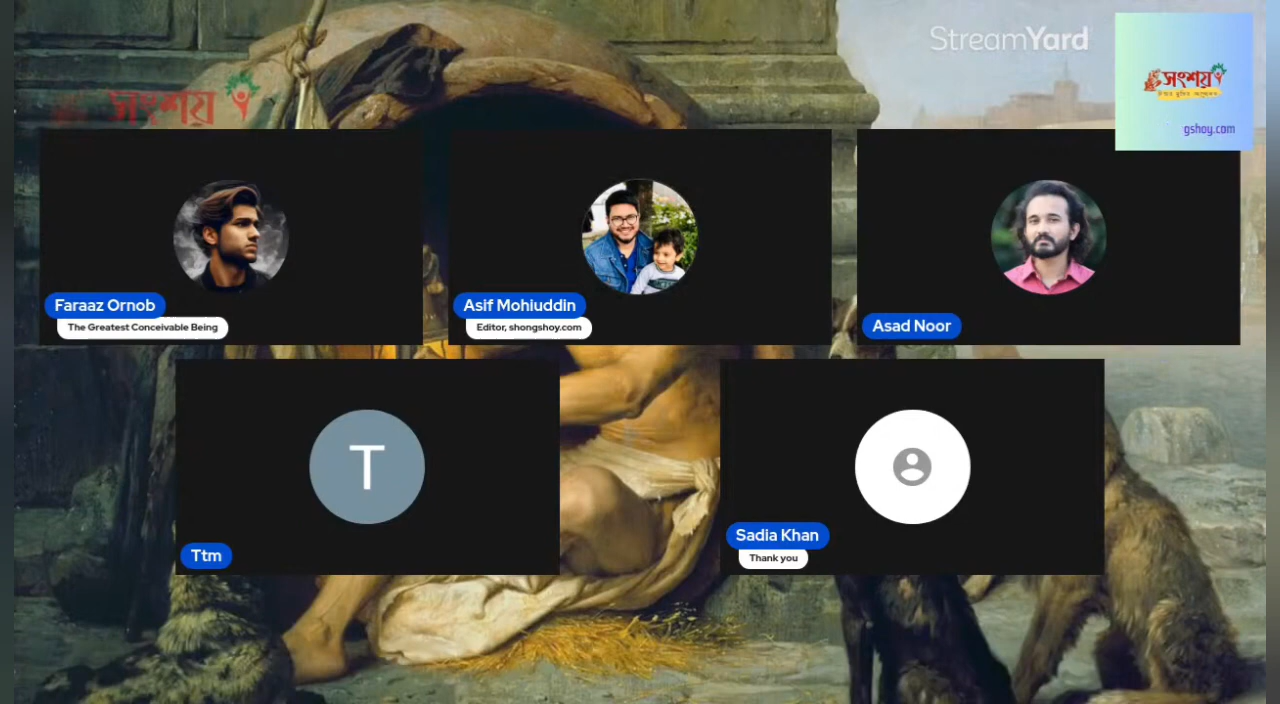 StreamYard
সংশয়
সংশয়
gshoy.com
Faraaz Ornob
The Greatest Conceivable Being
Asif Mohiuddin
Editor, shongshoy.com
Asad Noor
T
Ttm
Sadia Khan
Thank you